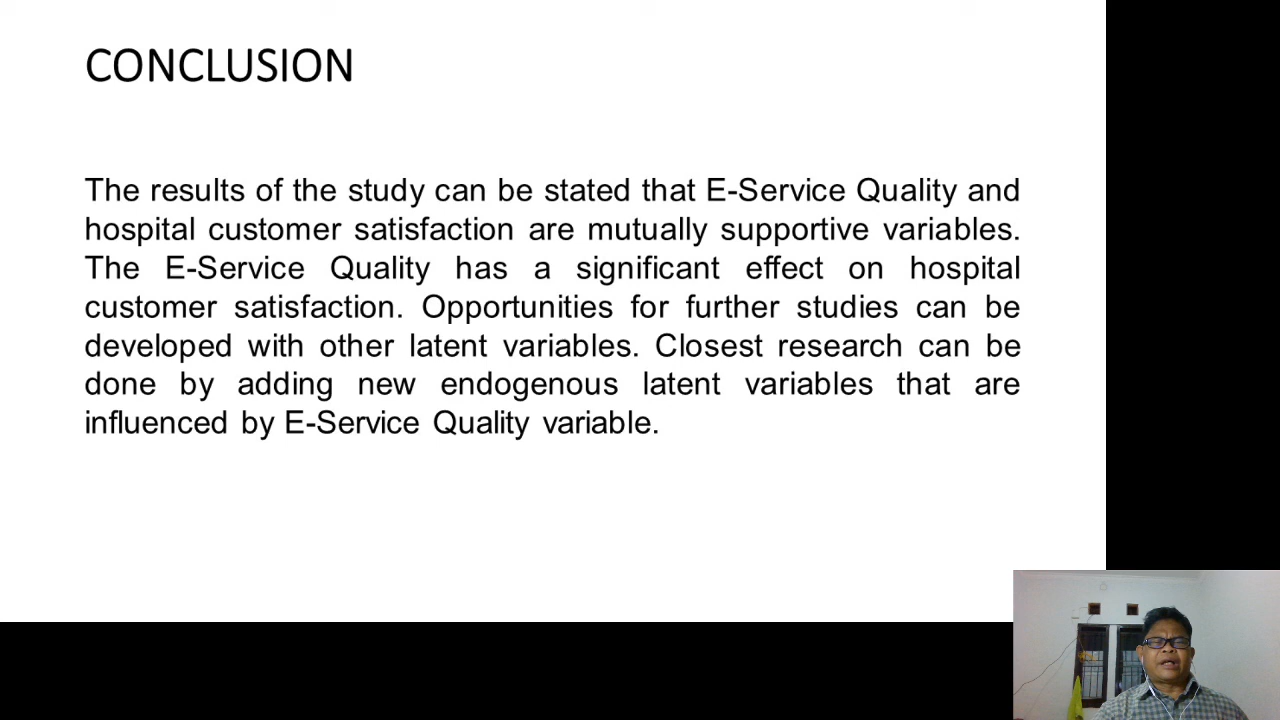 CONCLUSION
The results of the study can be stated that E-Service Quality and
hospital customer satisfaction are mutually supportive variables.
The E-Service Quality has a significant effect on hospital
customer satisfaction. Opportunities for further studies can be
developed with other latent variables. Closest research can be
done by adding new endogenous latent variables that are
influenced by E-Service Quality variable.